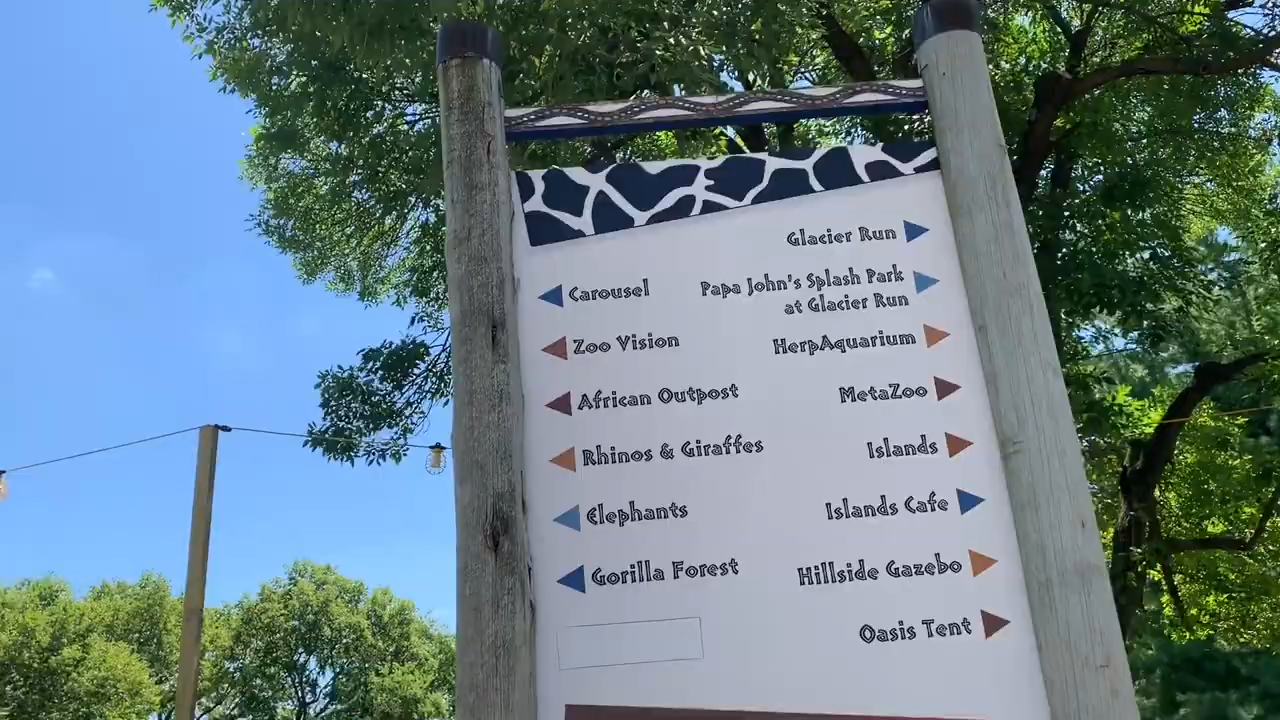 Carousel
Zoo Vision
African Outpost
Rhinos & Giraffes
Elephants
Gorilla Forest
Glacier Run
Papa John's Splash Park
at Glacier Run
HerpAquarium
MetaZoo
Islands
Islands Cafe
Hillside Gazebo
Oasis Tent